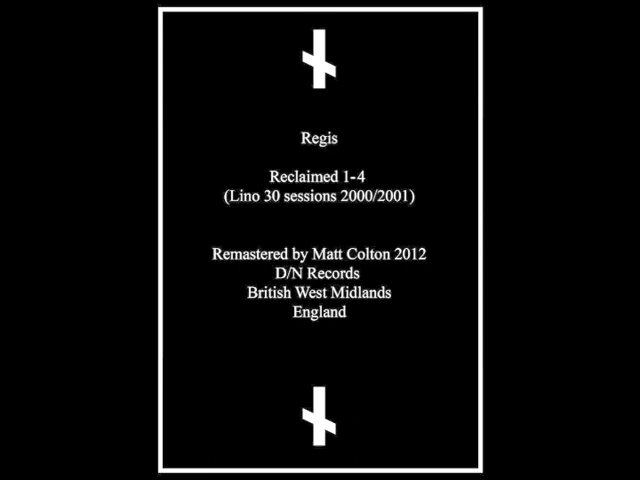 Regis
Reclaimed 1-4
(Lino 30 sessions 2000/2001)
Remastered by Matt Colton 2012
D/N Records
British West Midlands
England